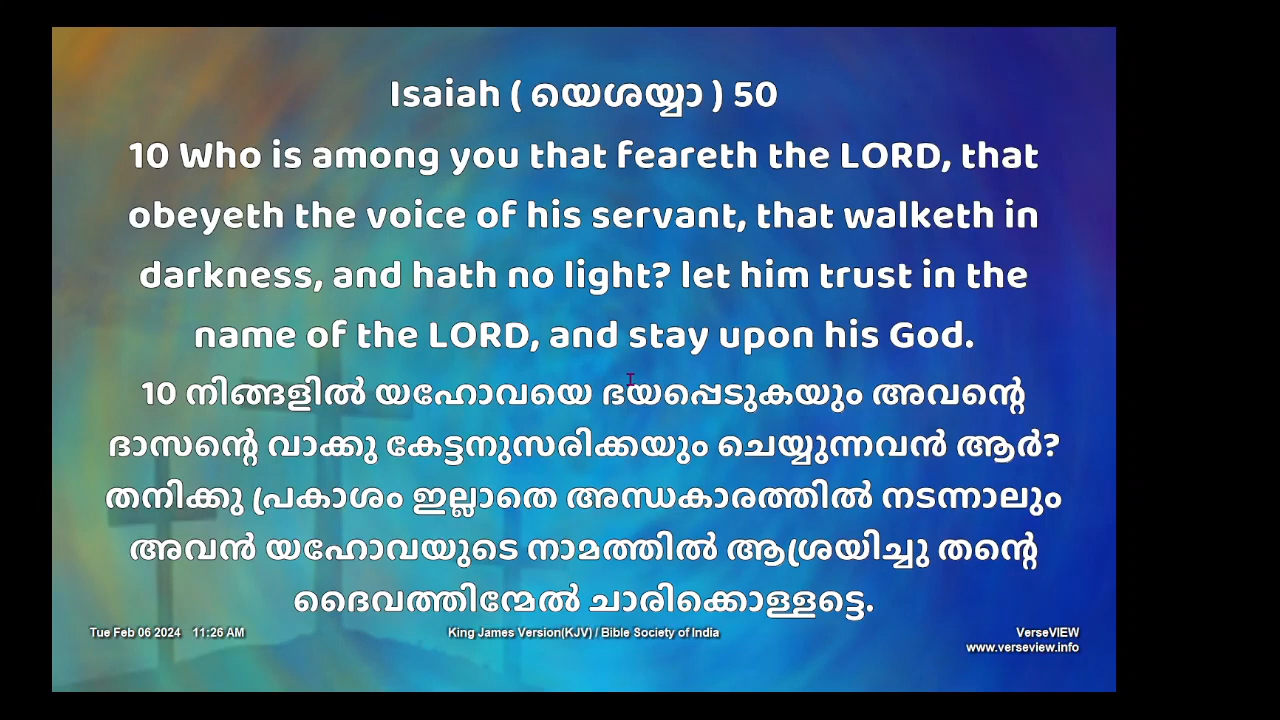 Isaiah ( യെശയ്യാ ) 50
10 Who is among you that feareth the LORD, that
obeyeth the voice of his servant, that walketh in
darkness, and hath no light? let him trust in the
name of the LORD, and stay upon his God.
10 നിങ്ങളിൽ യഹോവയെ ഭയപ്പെടുകയും അവന്റെ
ദാസന്റെ വാക്കു കേട്ടനുസരിക്കയും ചെയ്യുന്നവൻ ആർ?
തനിക്കു പ്രകാശം ഇല്ലാതെ അന്ധകാരത്തിൽ നടന്നാലും
അവൻ യഹോവയുടെ നാമത്തിൽ ആശ്രയിച്ചു തന്റെ
ദൈവത്തിന്മേൽ ചാരിക്കൊള്ളട്ടെ.
Tue Feb 06 2024 11:26 AM
King James Version(KJV) / Bible Society of India
VerseVIEW
www.verseview.info